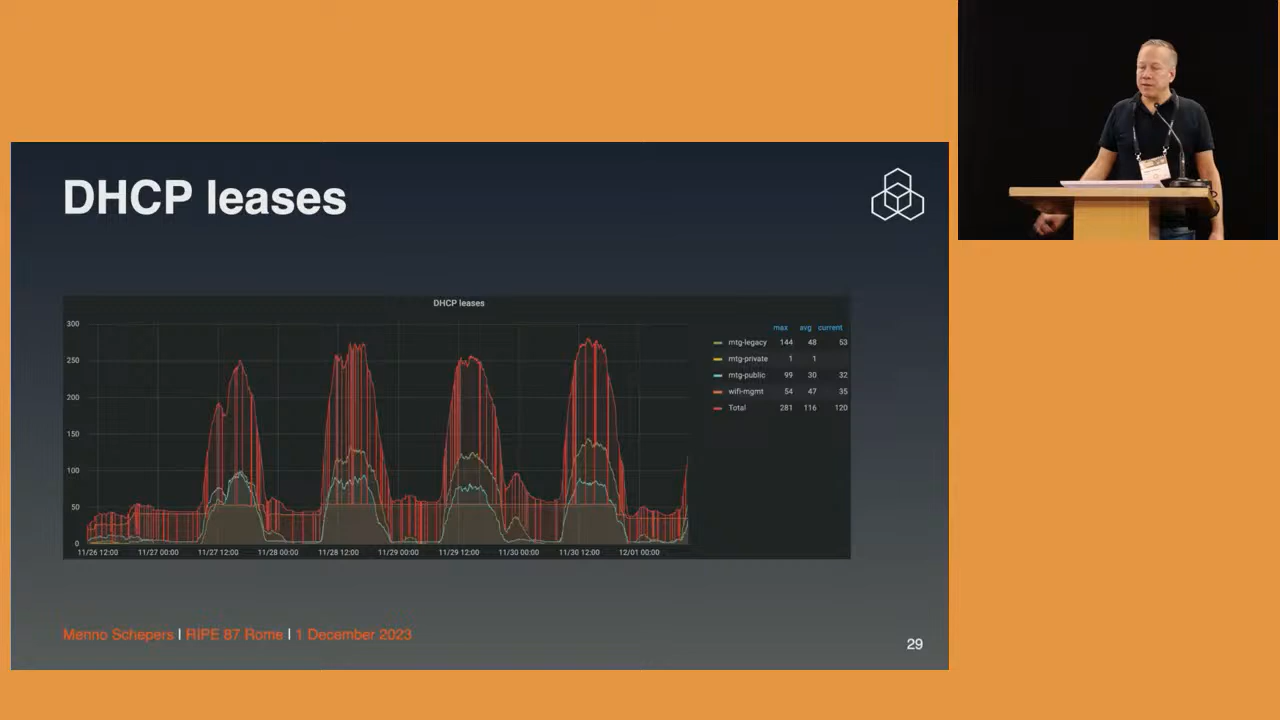 DHCP leases
DHCP leases
300
250
200
150
100
50
0
11/26 12:00 11/27 00:00 11/27 12:00 11/28 00:00 11/28 12:00 11/29 00:00 11/29 12:00 11/30 00:00 11/30 12:00 12/01 00:00
max avg current
mtg-legacy 144 48 53
mtg-private 1 1
mtg-public 99 30 32
wifi-mgmt 54 47 35
Total 281 116 120
Menno Schepers | RIPE 87 Rome | 1 December 2023
29